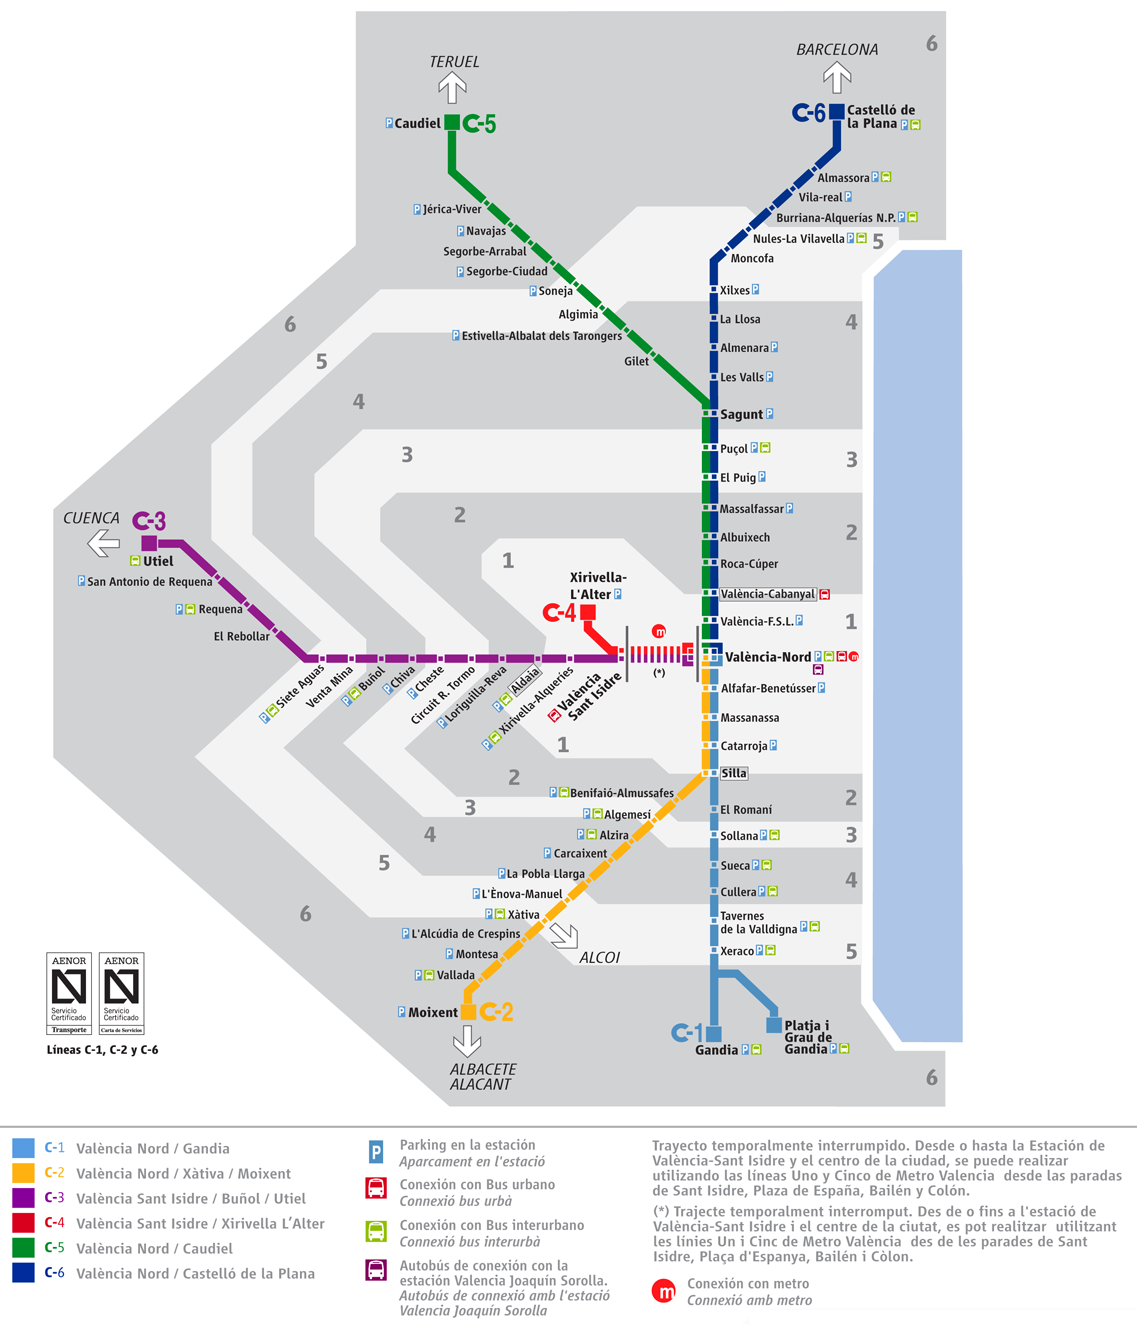 6
TERUEL
BARCELONA
Caudiel
C-5
C-6
Castelló de
la Plana
Almassora
Vila-real
Jérica-Viver
Burriana-Alquerías N.P.
Navajas
Nules-La Vilavella
5
Segorbe-Arrabal
Moncofa
Segorbe-Ciudad
Soneja
Xilxes
Algimia
La Llosa
4
6
Estivella-Albalat dels Tarongers
Almenara
5
Gilet
Les Valls
4
Sagunt
3
Puçol
3
El Puig
2
Massalfassar
CUENCA
C-3
2
Albuixech
1
Utiel
Roca-Cúper
San Antonio de Requena
Xirivella-
L'Alter
València-Cabanyal
Requena
C-4
València-F.S.L.
1
El Rebollar
m
València-Nord
m
(*)
Siete Aguas
Venta Mina
Buñol
Chiva
Cheste
Circuit R. Tormo
Loriguilla-Reva
Aldaia
Xirivella-Alqueries
València
Sant Isidre
Alfafar-Benetússer
Massanassa
1
Catarroja
Silla
2
Benifaió-Almussafes
2
3
Algemesí
El Romaní
4
Alzira
Sollana
3
5
Carcaixent
Sueca
La Pobla Llarga
4
L'Ènova-Manuel
Cullera
6
Xàtiva
Tavernes
de la Valldigna
L'Alcúdia de Crespins
Xeraco
5
Montesa
ALCOI
Vallada
Moixent
C-2
C-1
Gandia
Platja i
Grau de
Gandia
ALBACETE
ALACANT
6
AENOR
Servicio
Certificado
Transporte
AENOR
Servicio
Certificado
Carta de Servicios
Líneas C-1, C-2 y C-6
C-1 València Nord / Gandia
C-2 València Nord / Xàtiva / Moixent
C-3 València Sant Isidre / Buñol / Utiel
C-4 València Sant Isidre / Xirivella L'Alter
C-5 València Nord / Caudiel
C-6 València Nord / Castelló de la Plana
P
Parking en la estación
Aparcament en l'estació
Conexión con Bus urbano
Connexió bus urbà
Conexión con Bus interurbano
Connexió bus interurbà
Autobús de conexión con la
estación Valencia Joaquín Sorolla.
Autobús de connexió amb l'estació
Valencia Joaquín Sorolla
Trayecto temporalmente interrumpido. Desde o hasta la Estación de
València-Sant Isidre y el centro de la ciudad, se puede realizar
utilizando las líneas Uno y Cinco de Metro Valencia desde las paradas
de Sant Isidre, Plaza de España, Bailén y Colón.
(*) Trajecte temporalment interromput. Des de o fins a l'estació de
València-Sant Isidre i el centre de la ciutat, es pot realitzar utilitzant
les línies Un i Cinc de Metro València des de les parades de Sant
Isidre, Plaça d'Espanya, Bailén i Còlon.
m
Conexión con metro
Connexió amb metro